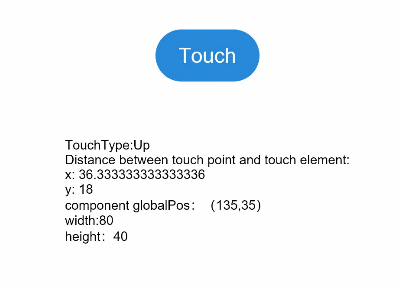 Touch
TouchType:Up
Distance between touch point and touch element:
x: 36.333333333333336
y: 18
component globalPos： （135,35）
width:80
height：40